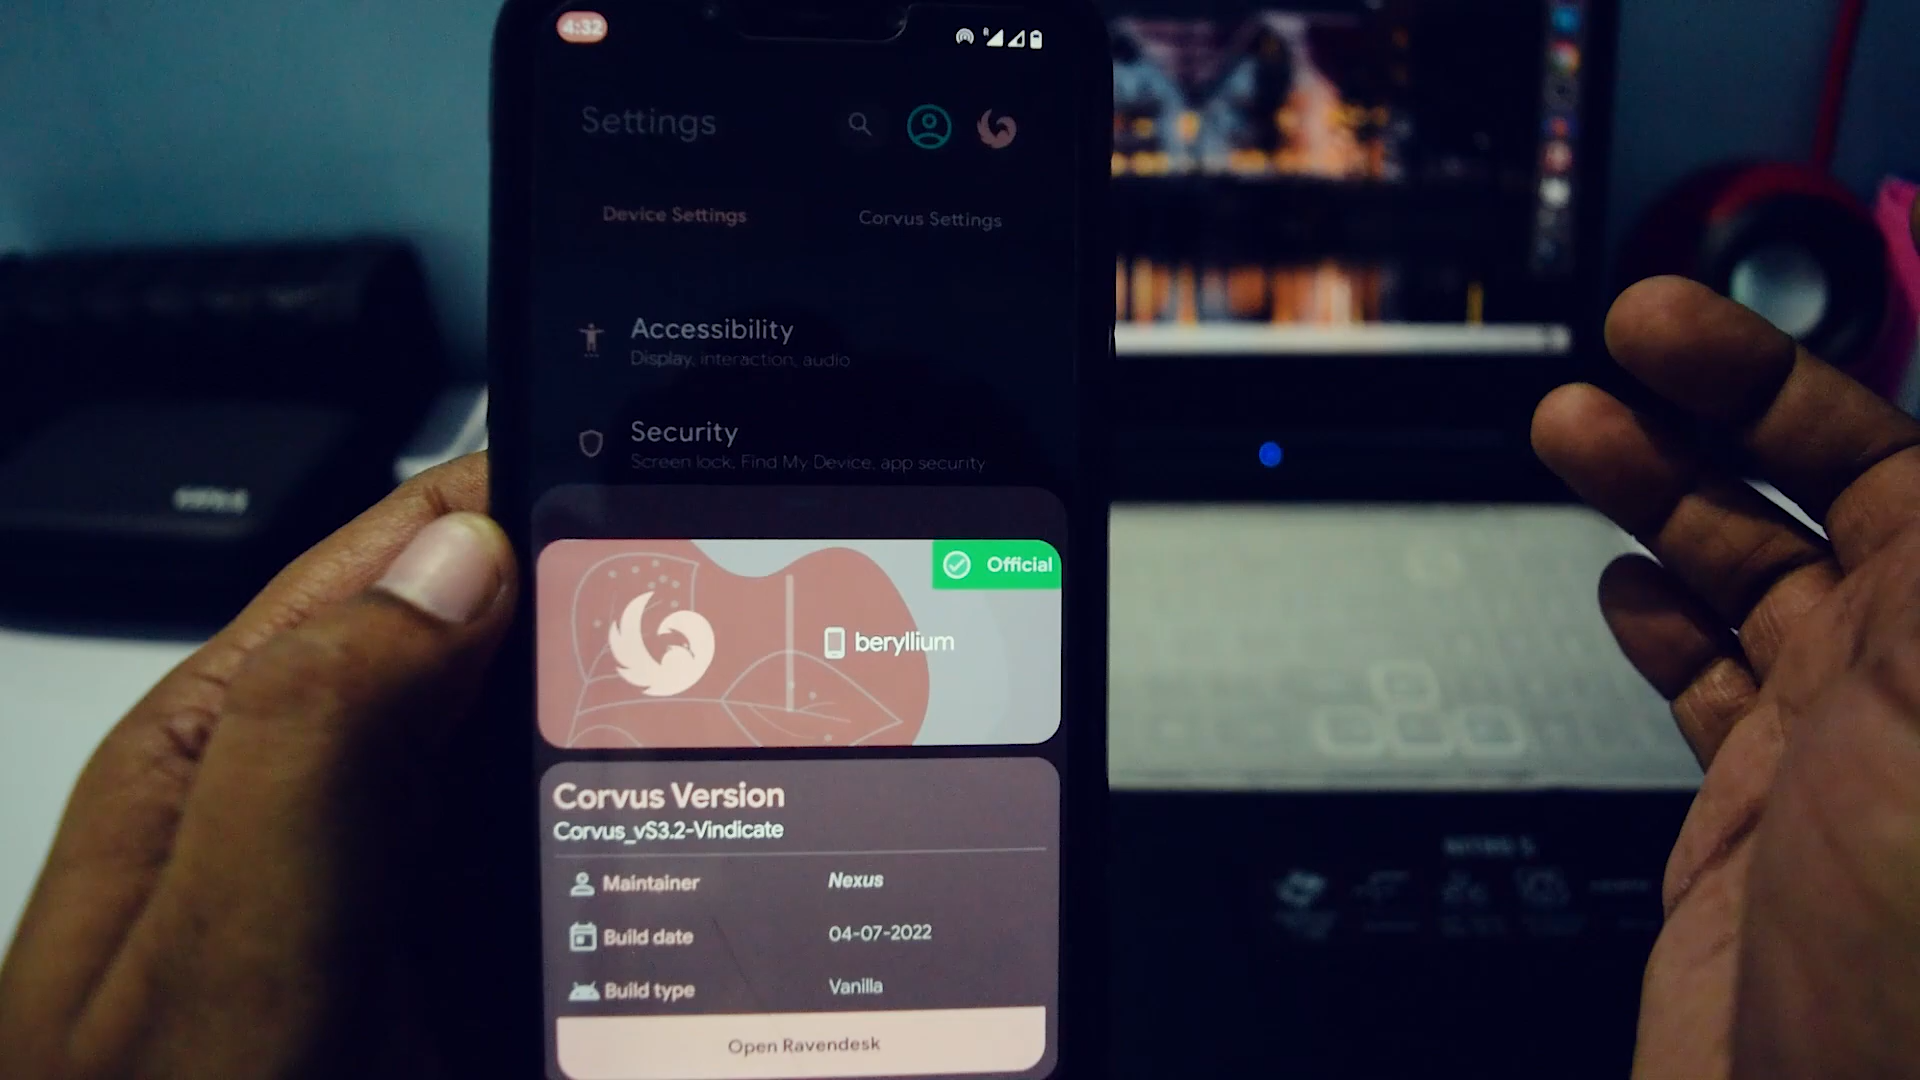 4:32
R
Settings
Device Settings
Corvus Settings
Accessibility
Display, interaction, audio
Security
Screen lock, Find My Device, app security
Official
beryllium
Corvus Version
Corvus_vS3.2-Vindicate
Maintainer Nexus
Build date 04-07-2022
Build type Vanilla
Open Ravendesk
NITRO 5